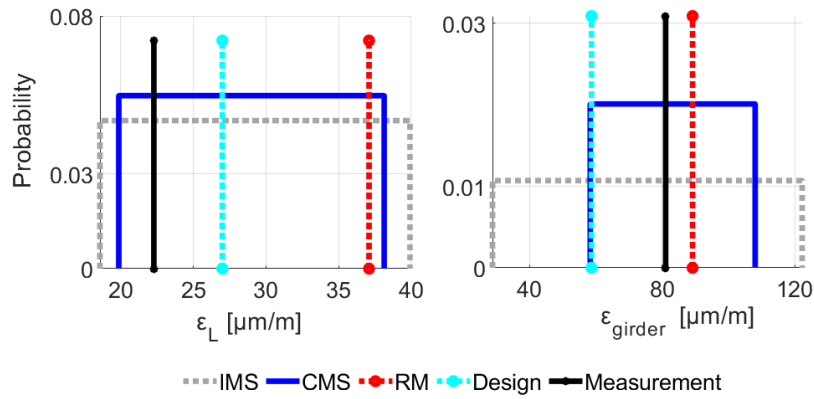 0.08
0.03
0
Probability
20 25 30 35 40
ε_L [μm/m]
0.03
0.01
0
40 80 120
ε_girder [μm/m]
IMS CMS RM Design Measurement